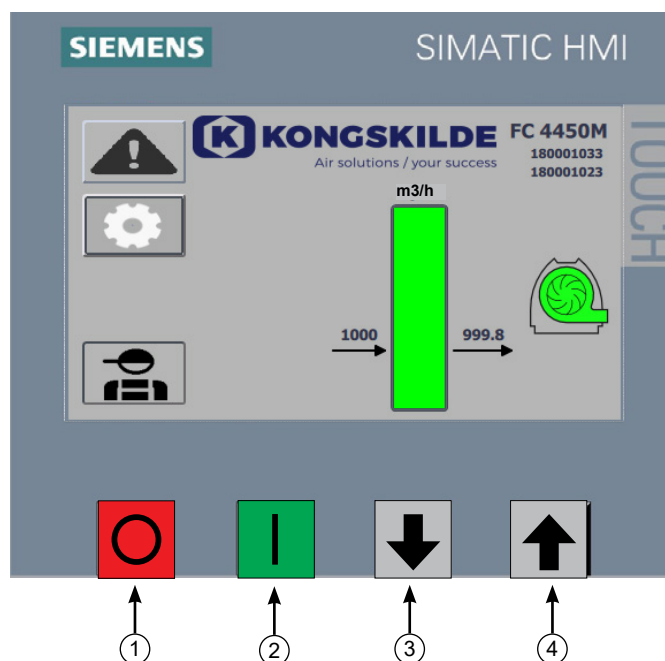 SIEMENS
SIMATIC HMI
TOUCH
K KONGSKILDE
Air solutions / your success
FC 4450M
180001033
180001023
m3/h
1000
999.8
1
2
3
4